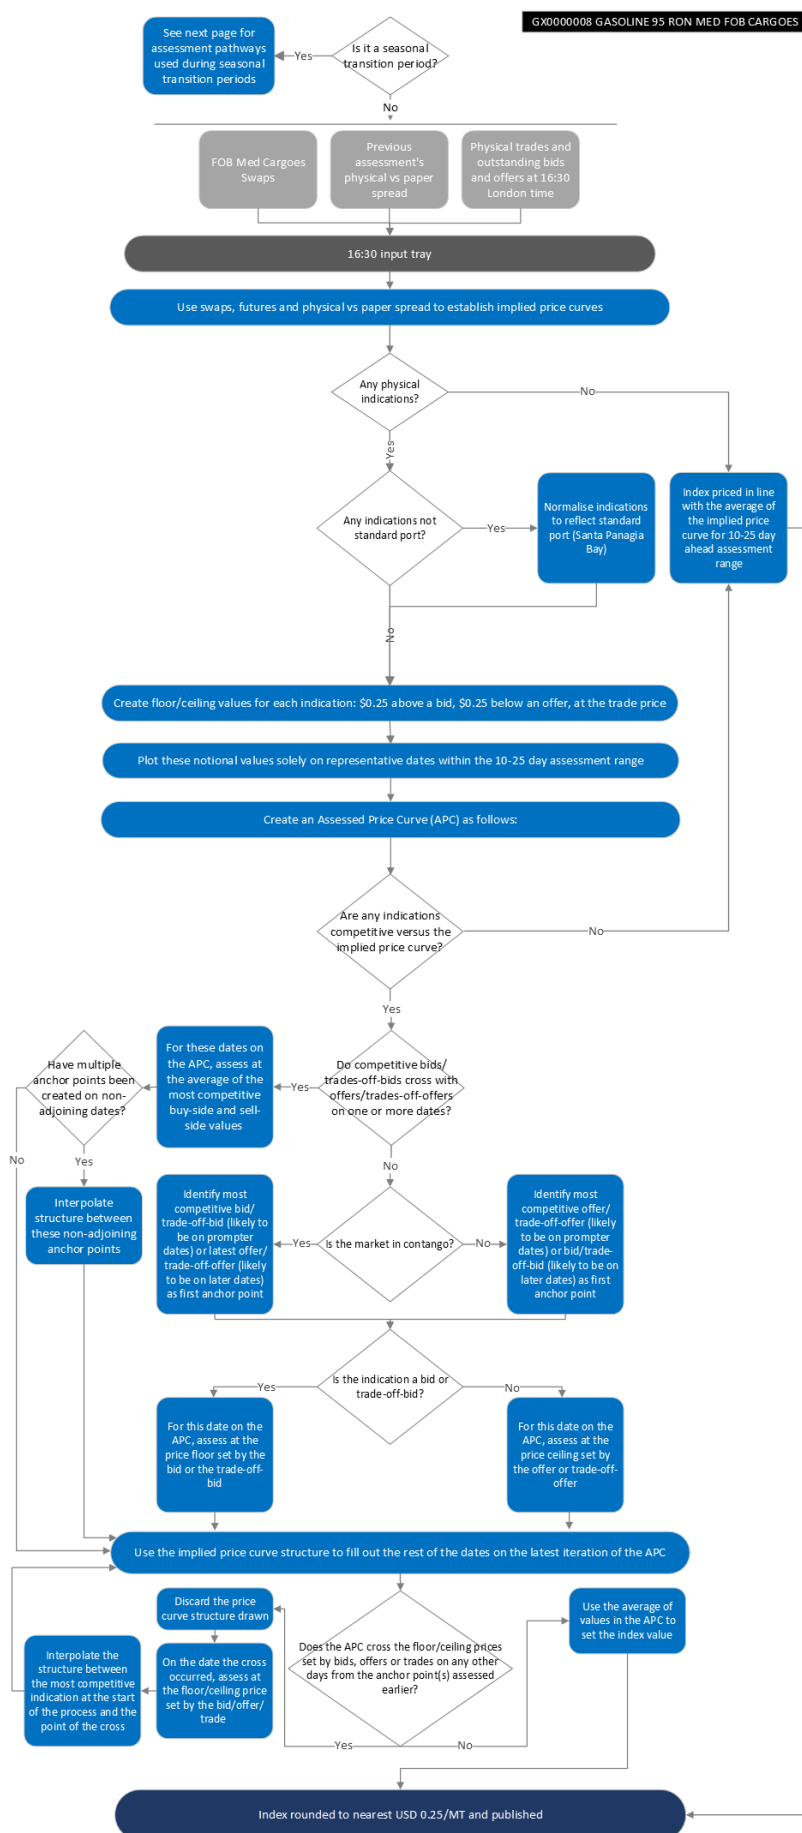 GX0000008 GASOLINE 95 RON MED FOB CARGOES
See next page for
assessment pathways
used during seasonal
transition periods
Yes
Is it a seasonal
transition period?
No
FOB Med Cargoes
Swaps
Previous
assessment's
physical vs paper
spread
Physical trades and
outstanding bids
and offers at 16:30
London time
16:30 input tray
Use swaps, futures and physical vs paper spread to establish implied price curves
Any physical
indications?
No
Yes
Any indications not
standard port?
Yes
Normalise indications
to reflect standard
port (Santa Panagia
Bay)
Index priced in line
with the average of
the implied price
curve for 10-25 day
ahead assessment
range
No
Create floor/ceiling values for each indication: $0.25 above a bid, $0.25 below an offer, at the trade price
Plot these notional values solely on representative dates within the 10-25 day assessment range
Create an Assessed Price Curve (APC) as follows:
Are any indications
competitive versus the
implied price curve?
No
Yes
Have multiple
anchor points been
created on non-
adjoining dates?
For these dates on
the APC, assess at
the average of the
most competitive
buy-side and sell-
side values
Yes
Do competitive bids/
trades-off-bids cross with
offers/trades-off-offers
on one or more dates?
No
Yes
No
Interpolate
structure between
these non-adjoining
anchor points
Identify most
competitive bid/
trade-off-bid (likely to
be on prompter
dates) or latest offer/
trade-off-offer (likely
to be on later dates)
as first anchor point
Yes
Is the market in contango?
No
Identify most
competitive offer/
trade-off-offer (likely
to be on prompter
dates) or bid/trade-
off-bid (likely to be on
later dates) as first
anchor point
Yes
Is the indication a bid or
trade-off-bid?
No
For this date on the
APC, assess at the
price floor set by
the bid or the trade-off-
bid
For this date on the
APC, assess at the
price ceiling set by
the offer or trade-off-
offer
Use the implied price curve structure to fill out the rest of the dates on the latest iteration of the APC
Discard the price
curve structure drawn
Use the average of
values in the APC to
set the index value
Interpolate the
structure between
the most competitive
indication at the start
of the process and the
point of the cross
On the date the cross
occurred, assess at
the floor/ceiling price
set by the bid/offer/
trade
Does the APC cross the floor/ceiling prices
set by bids, offers or trades on any other
days from the anchor point(s) assessed
earlier?
Yes
No
Index rounded to nearest USD 0.25/MT and published